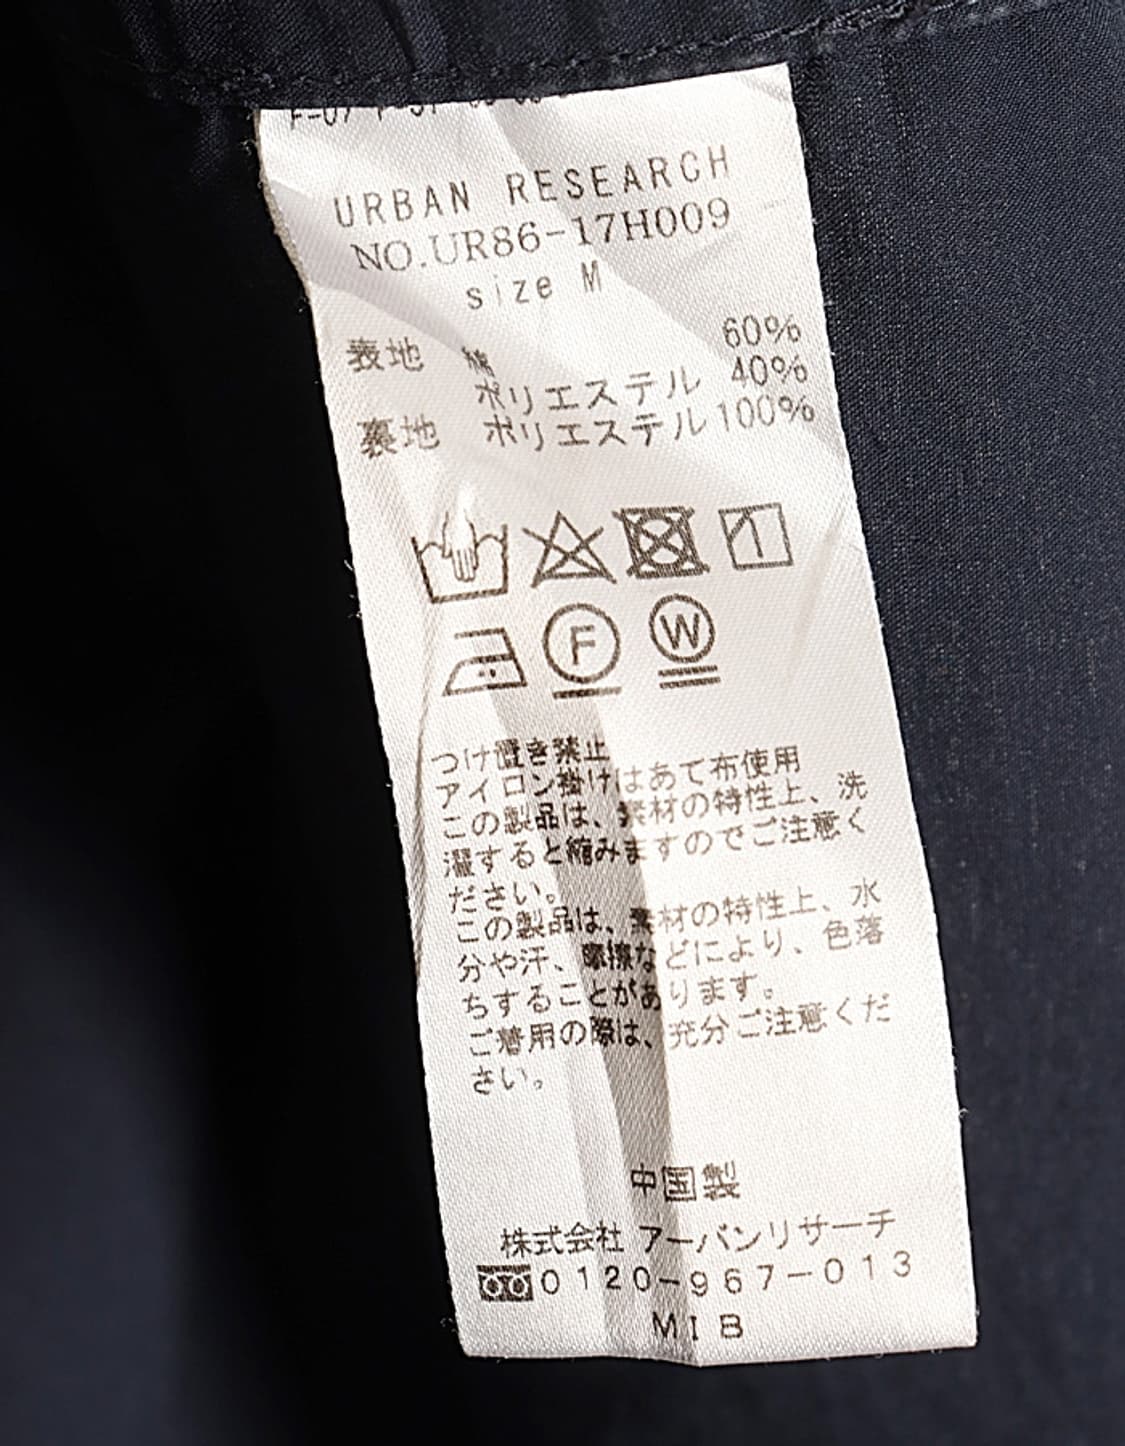 URBAN RESEARCH
NO.UR86-17H009
size M
表地 綿 60%
ポリエステル 40%
裏地 ポリエステル 100%
F W
つけ置き禁止
アイロン掛けはあて布使用
この製品は、素材の特性上、洗
濯すると縮みますのでご注意く
ださい。
この製品は、素材の特性上、水
分や汗、摩擦などにより、色落
ちすることがあります。
ご着用の際は、充分ご注意くだ
さい。
中国製
株式会社 アーバンリサーチ
0120-967-013
MIB